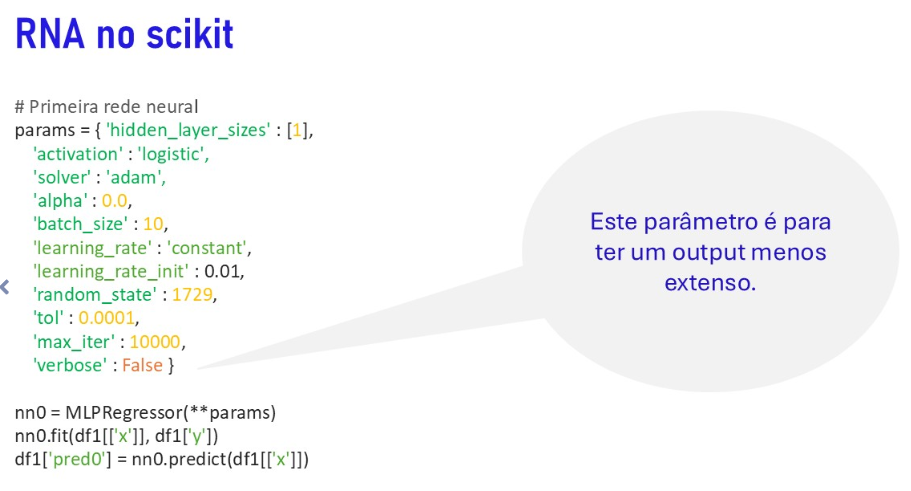 RNA no scikit
# Primeira rede neural
params = { 'hidden_layer_sizes' : [1],
'activation' : 'logistic',
'solver' : 'adam',
'alpha' : 0.0,
'batch_size' : 10,
'learning_rate' : 'constant',
'learning_rate_init' : 0.01,
'random_state' : 1729,
'tol' : 0.0001,
'max_iter' : 10000,
'verbose' : False }
nn0 = MLPRegressor(**params)
nn0.fit(df1[['x']], df1['y'])
df1['pred0'] = nn0.predict(df1[['x']])
Este parâmetro é para
ter um output menos
extenso.